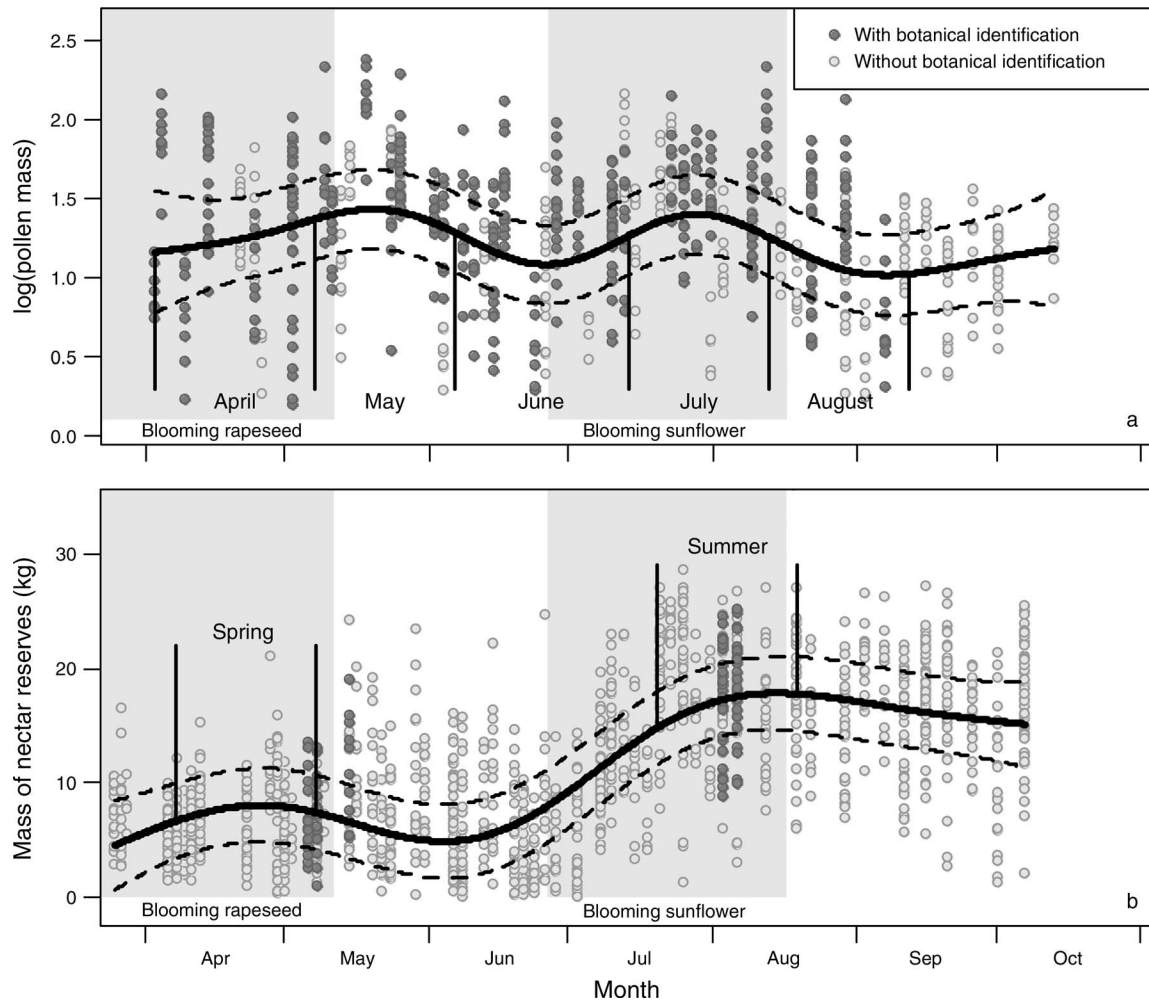 With botanical identification
Without botanical identification
log(pollen mass)
2.5
2.0
1.5
1.0
0.5
0.0
April May June July August
Blooming rapeseed Blooming sunflower
a
Mass of nectar reserves (kg)
30
20
10
0
Spring
Summer
Blooming rapeseed Blooming sunflower
b
Apr May Jun Jul Aug Sep Oct
Month